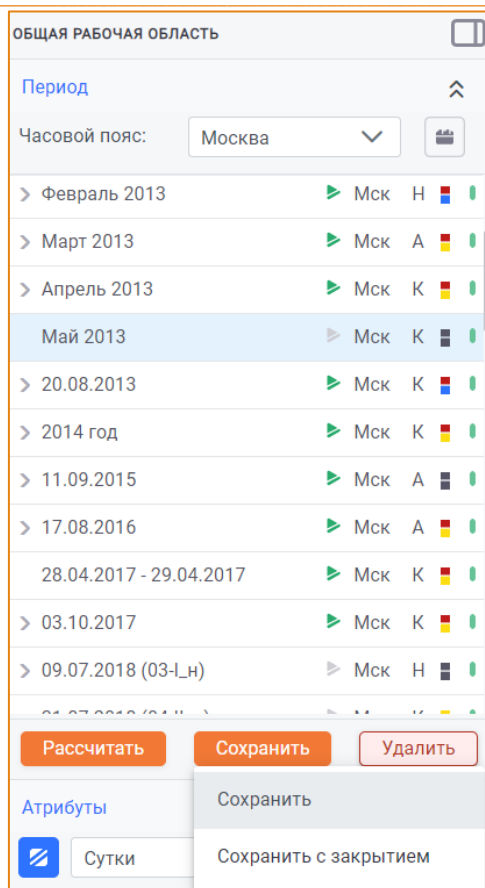 ОБЩАЯ РАБОЧАЯ ОБЛАСТЬ
Период
Часовой пояс: Москва
Февраль 2013 Мск Н
Март 2013 Мск А
Апрель 2013 Мск К
Май 2013 Мск К
20.08.2013 Мск К
2014 год Мск К
11.09.2015 Мск А
17.08.2016 Мск А
28.04.2017 - 29.04.2017 Мск К
03.10.2017 Мск К
09.07.2018 (03-I_н) Мск Н
Рассчитать Сохранить Удалить
Сохранить
Атрибуты
Сутки
Сохранить с закрытием